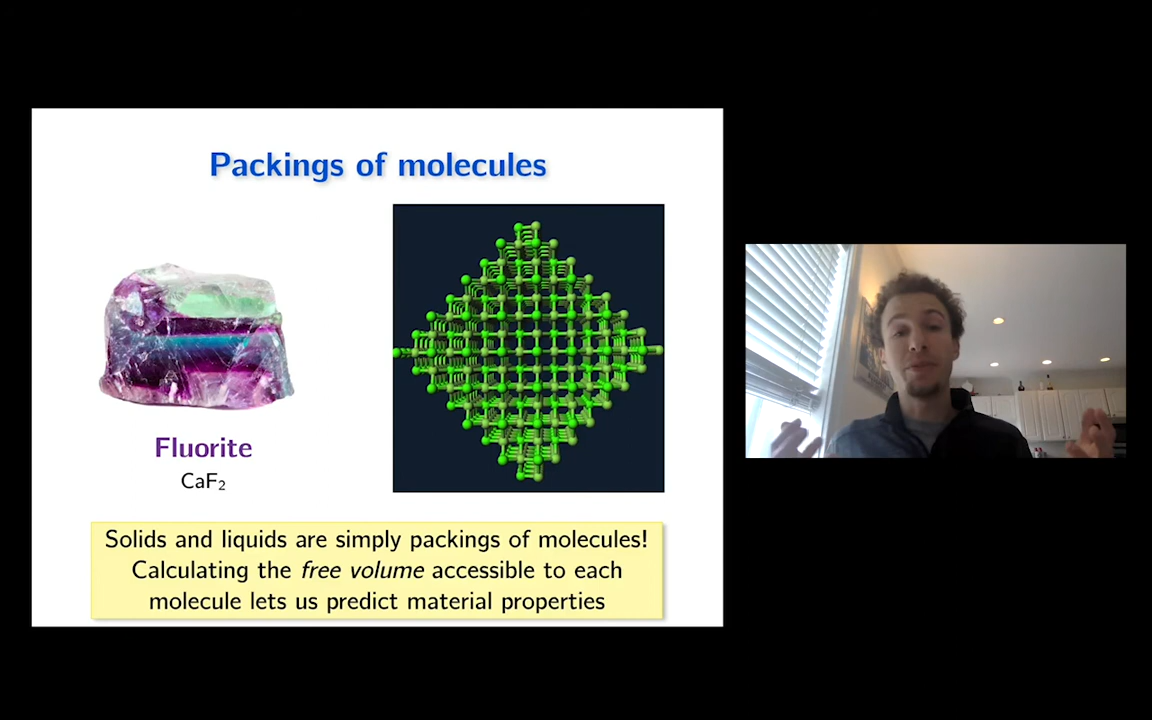 Packings of molecules
Fluorite
CaF₂
Solids and liquids are simply packings of molecules!
Calculating the free volume accessible to each
molecule lets us predict material properties